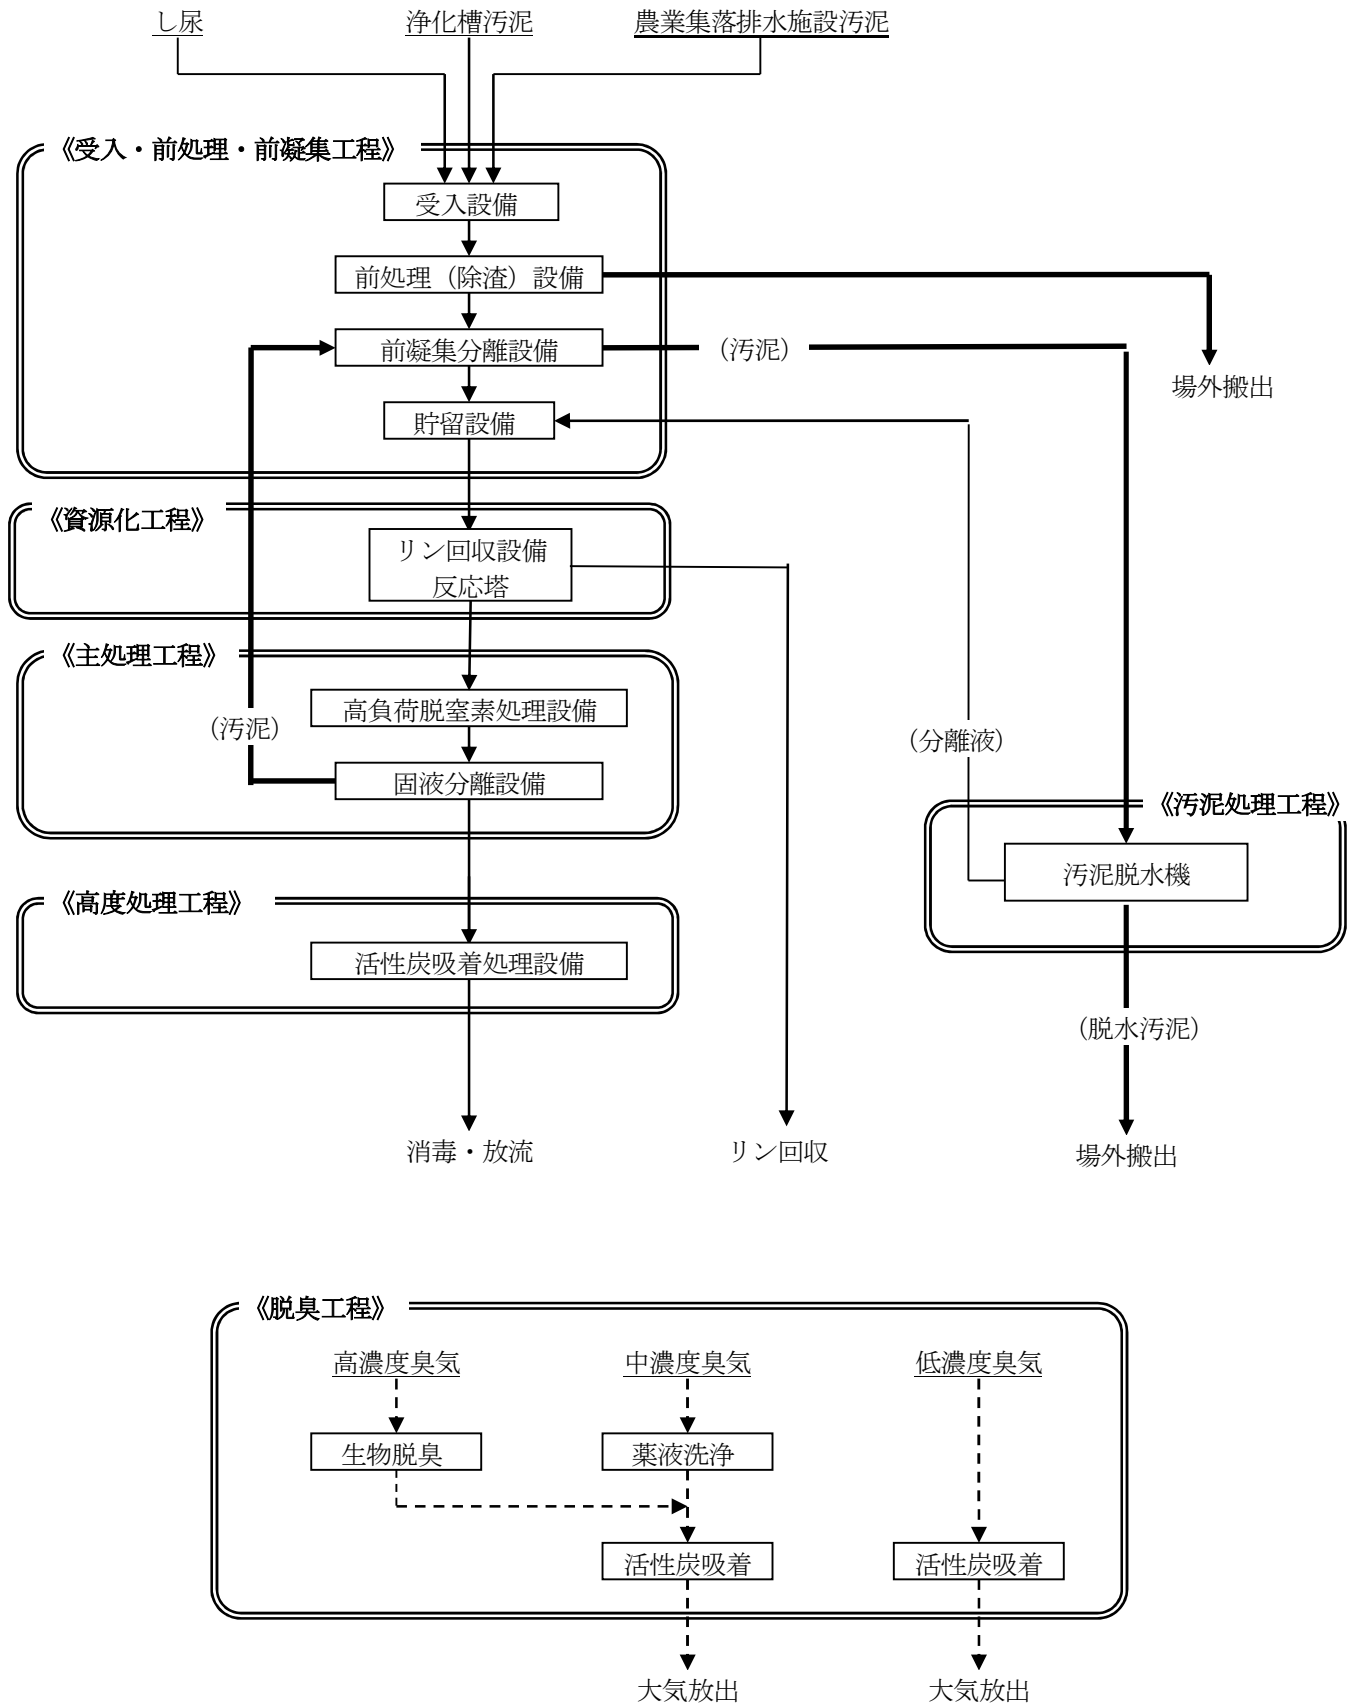 し尿
浄化槽汚泥
農業集落排水施設汚泥
《受入・前処理・前凝集工程》
受入設備
前処理（除渣）設備
前凝集分離設備
（汚泥）
場外搬出
貯留設備
《資源化工程》
リン回収設備
反応塔
《主処理工程》
高負荷脱窒素処理設備
（汚泥）
（分離液）
固液分離設備
《汚泥処理工程》
汚泥脱水機
《高度処理工程》
活性炭吸着処理設備
（脱水汚泥）
消毒・放流
リン回収
場外搬出
《脱臭工程》
高濃度臭気
中濃度臭気
低濃度臭気
生物脱臭
薬液洗浄
活性炭吸着
活性炭吸着
大気放出
大気放出